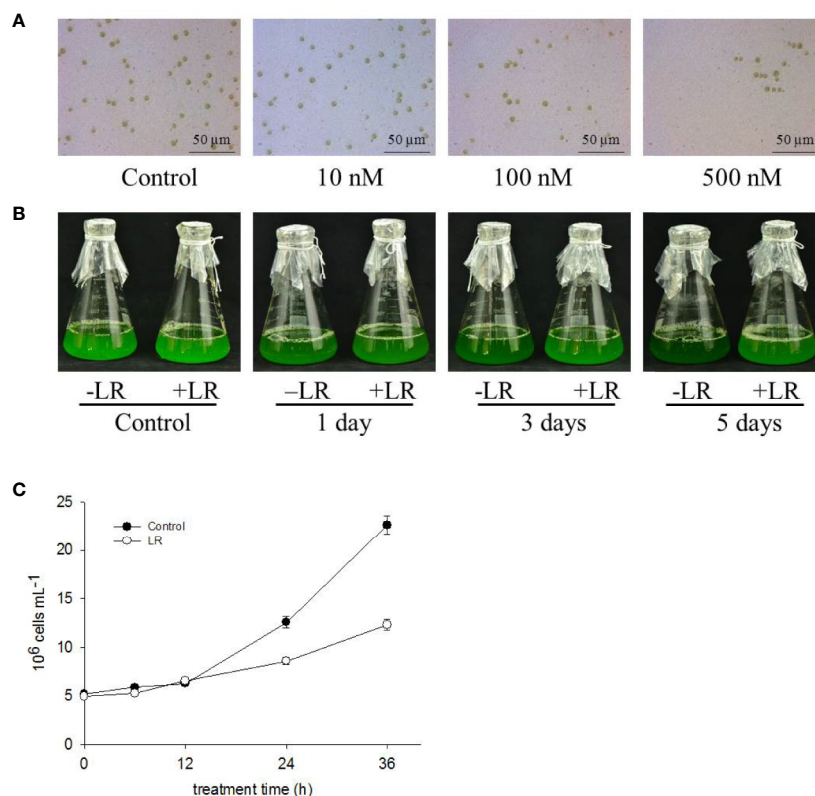 A
50 µm 50 µm 50 µm 50 µm
Control 10 nM 100 nM 500 nM
B
-LR +LR –LR +LR -LR +LR -LR +LR
Control 1 day 3 days 5 days
C
25
20
15
10
5
0
10⁶ cells mL⁻¹
Control
LR
0 12 24 36
treatment time (h)